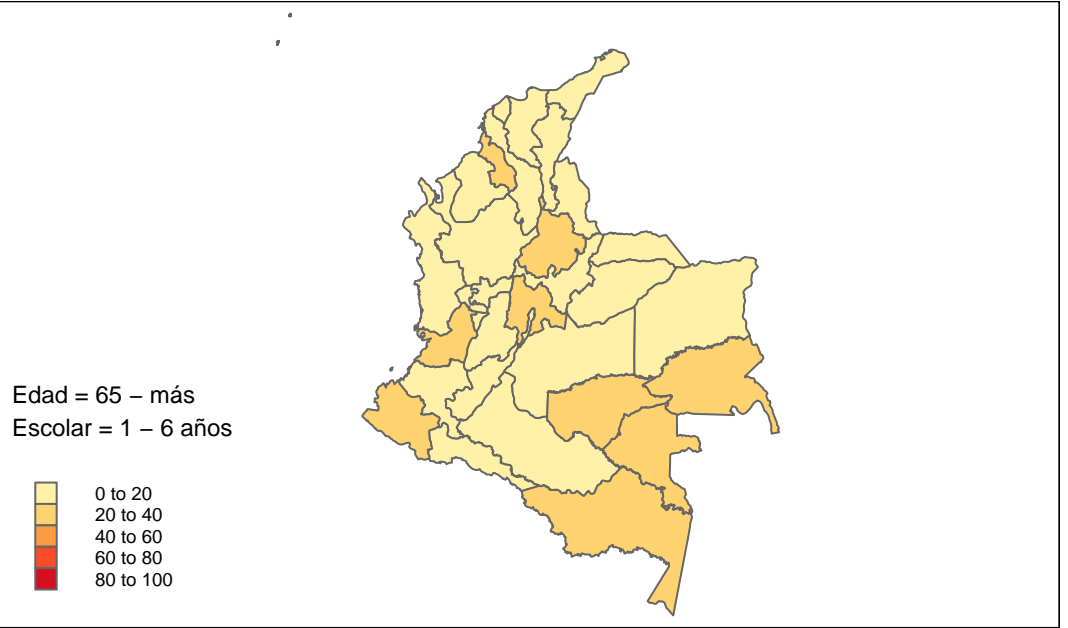 Edad = 65 − más
Escolar = 1 − 6 años
0 to 20
20 to 40
40 to 60
60 to 80
80 to 100